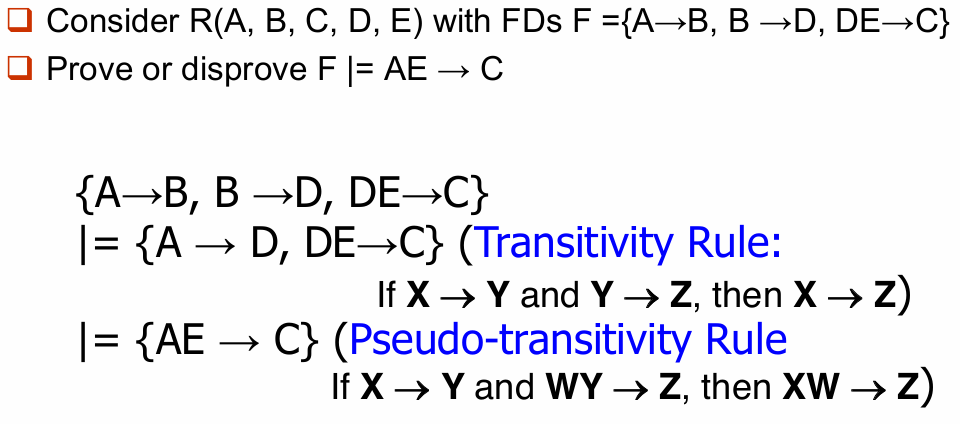 ❑ Consider R(A, B, C, D, E) with FDs F ={A→B, B →D, DE→C}
❑ Prove or disprove F |= AE → C
{A→B, B →D, DE→C}
|= {A → D, DE→C} (Transitivity Rule:
If X → Y and Y → Z, then X → Z)
|= {AE → C} (Pseudo-transitivity Rule
If X → Y and WY → Z, then XW → Z)